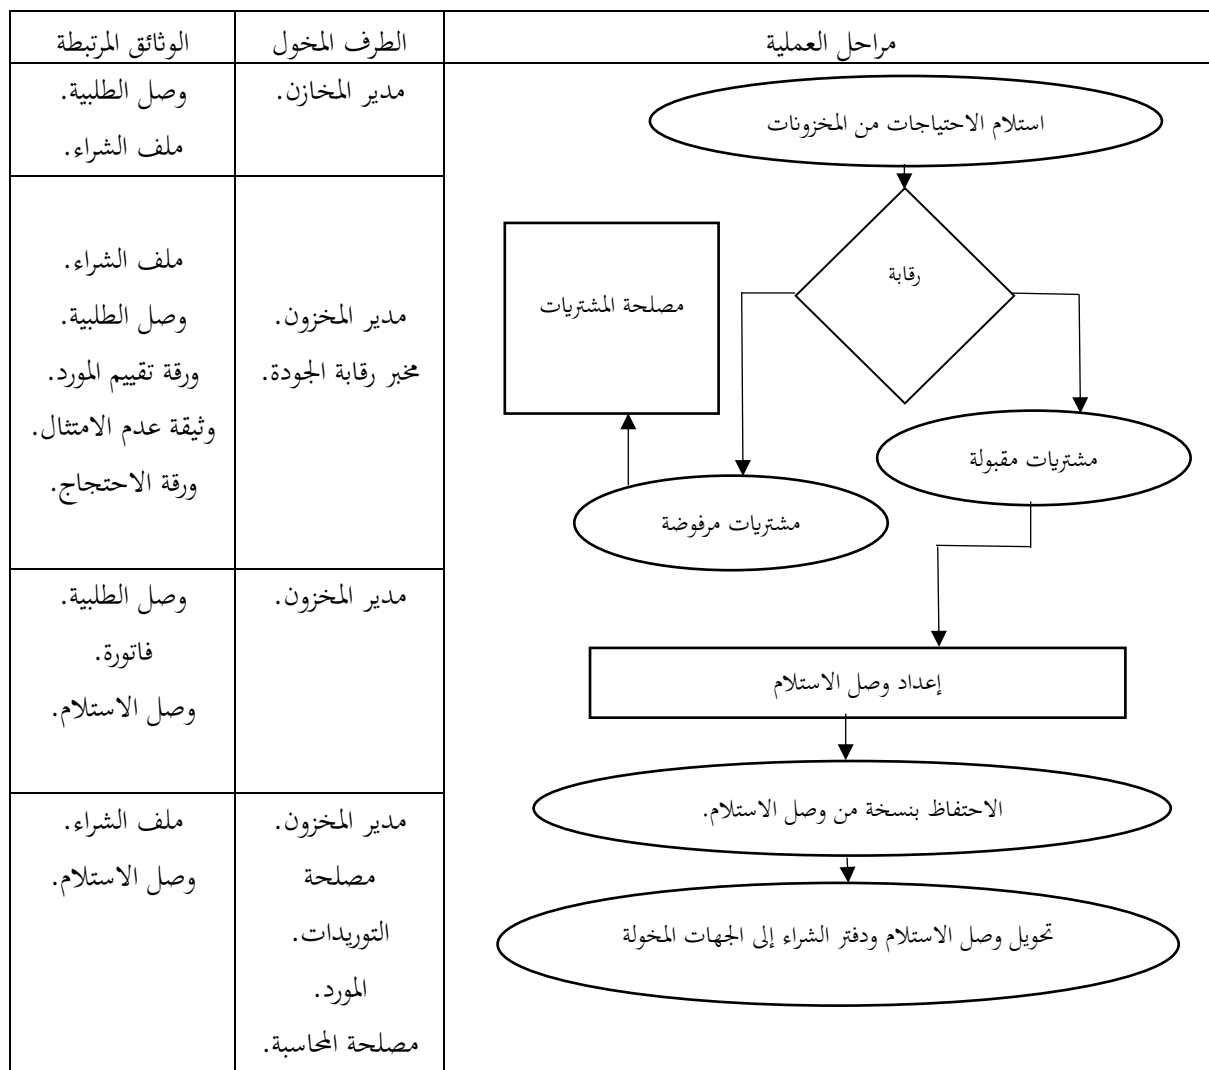 مراحل العملية
الطرف المخول
الوثائق المرتبطة
استلام الاحتياجات من المخزونات
مدير المخازن.
وصل الطلبية.
ملف الشراء.
رقابة
مصلحة المشتريات
مشتريات مقبولة
مشتريات مرفوضة
مدير المخزون.
مخبر رقابة الجودة.
ملف الشراء.
وصل الطلبية.
ورقة تقييم المورد.
وثيقة عدم الامتثال.
ورقة الاحتجاج.
إعداد وصل الاستلام
مدير المخزون.
وصل الطلبية.
فاتورة.
وصل الاستلام.
الاحتفاظ بنسخة من وصل الاستلام.
تحويل وصل الاستلام ودفتر الشراء إلى الجهات المخولة
مدير المخزون.
مصلحة
التوريدات.
المورد.
مصلحة المحاسبة.
ملف الشراء.
وصل الاستلام.